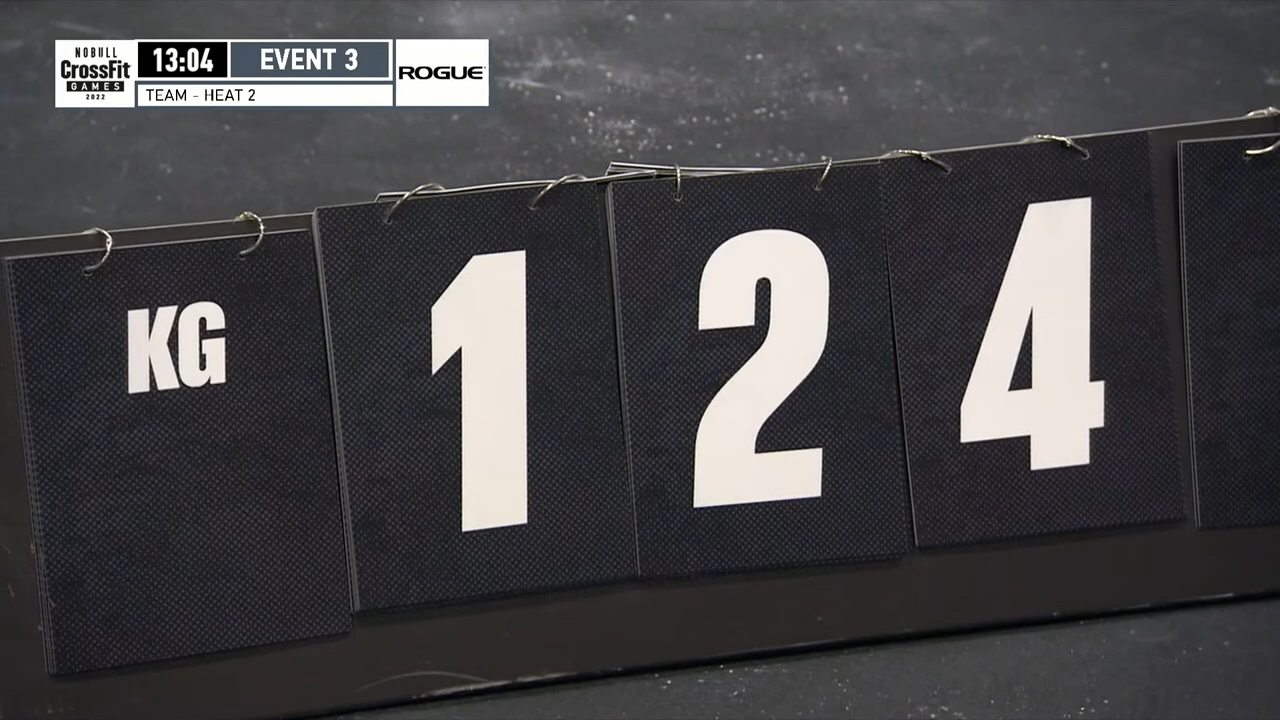 NOBULL
CrossFit
GAMES
2022
13:04
EVENT 3
TEAM - HEAT 2
ROGUE
KG 1 2 4